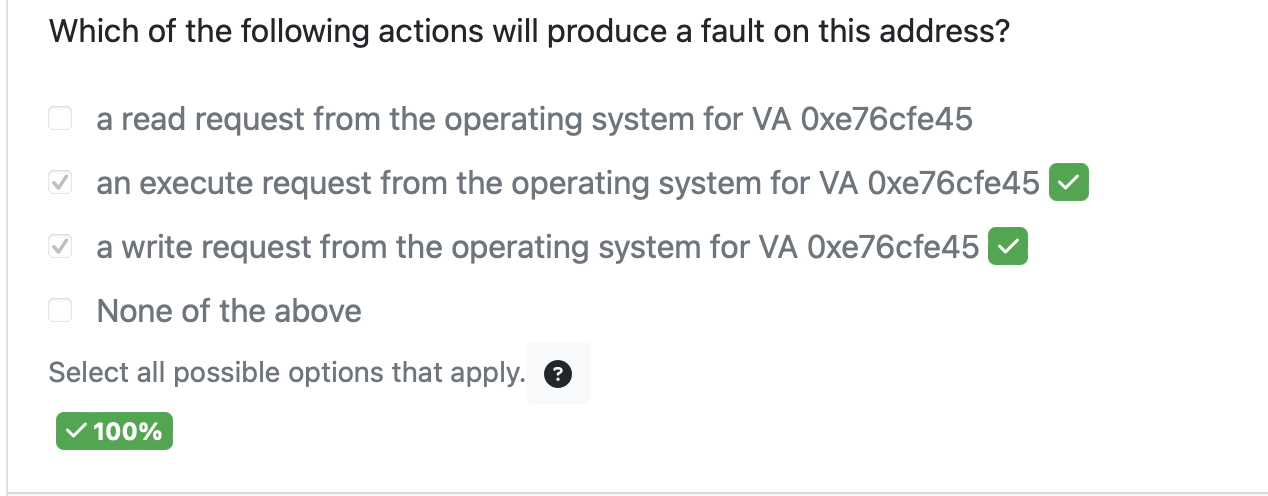 Which of the following actions will produce a fault on this address?
a read request from the operating system for VA 0xe76cfe45
an execute request from the operating system for VA 0xe76cfe45
a write request from the operating system for VA 0xe76cfe45
None of the above
Select all possible options that apply. ?
100%